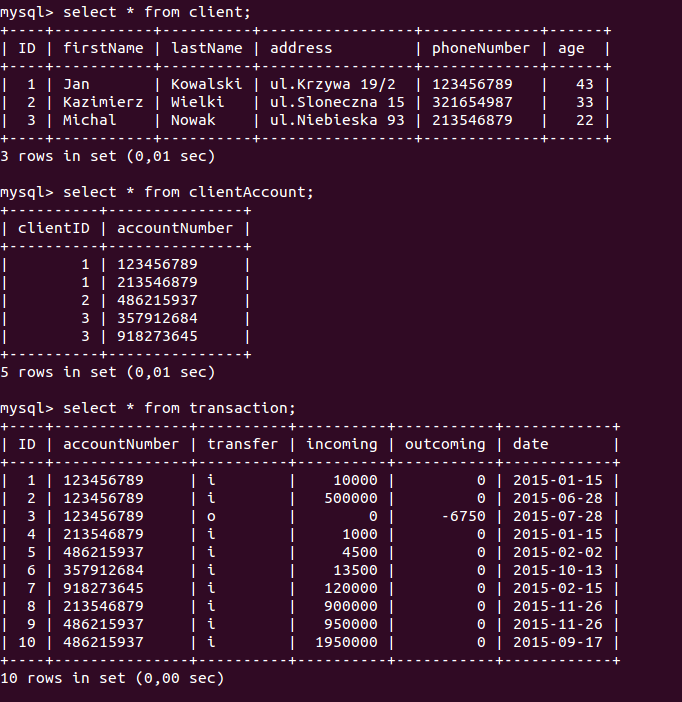 mysql> select * from client;
+----+-----------+----------+-----------------+-------------+------+
| ID | firstName | lastName | address         | phoneNumber | age  |
+----+-----------+----------+-----------------+-------------+------+
|  1 | Jan       | Kowalski | ul.Krzywa 19/2  | 123456789   |   43 |
|  2 | Kazimierz | Wielki   | ul.Sloneczna 15 | 321654987   |   33 |
|  3 | Michal    | Nowak    | ul.Niebieska 93 | 213546879   |   22 |
+----+-----------+----------+-----------------+-------------+------+
3 rows in set (0,01 sec)

mysql> select * from clientAccount;
+----------+---------------+
| clientID | accountNumber |
+----------+---------------+
|        1 | 123456789     |
|        1 | 213546879     |
|        2 | 486215937     |
|        3 | 357912684     |
|        3 | 918273645     |
+----------+---------------+
5 rows in set (0,01 sec)

mysql> select * from transaction;
+----+---------------+----------+----------+-----------+------------+
| ID | accountNumber | transfer | incoming | outcoming | date       |
+----+---------------+----------+----------+-----------+------------+
|  1 | 123456789     | i        |    10000 |         0 | 2015-01-15 |
|  2 | 123456789     | i        |   500000 |         0 | 2015-06-28 |
|  3 | 123456789     | o        |        0 |     -6750 | 2015-07-28 |
|  4 | 213546879     | i        |     1000 |         0 | 2015-01-15 |
|  5 | 486215937     | i        |     4500 |         0 | 2015-02-02 |
|  6 | 357912684     | i        |    13500 |         0 | 2015-10-13 |
|  7 | 918273645     | i        |   120000 |         0 | 2015-02-15 |
|  8 | 213546879     | i        |   900000 |         0 | 2015-11-26 |
|  9 | 486215937     | i        |   950000 |         0 | 2015-11-26 |
| 10 | 486215937     | i        |  1950000 |         0 | 2015-09-17 |
+----+---------------+----------+----------+-----------+------------+
10 rows in set (0,00 sec)